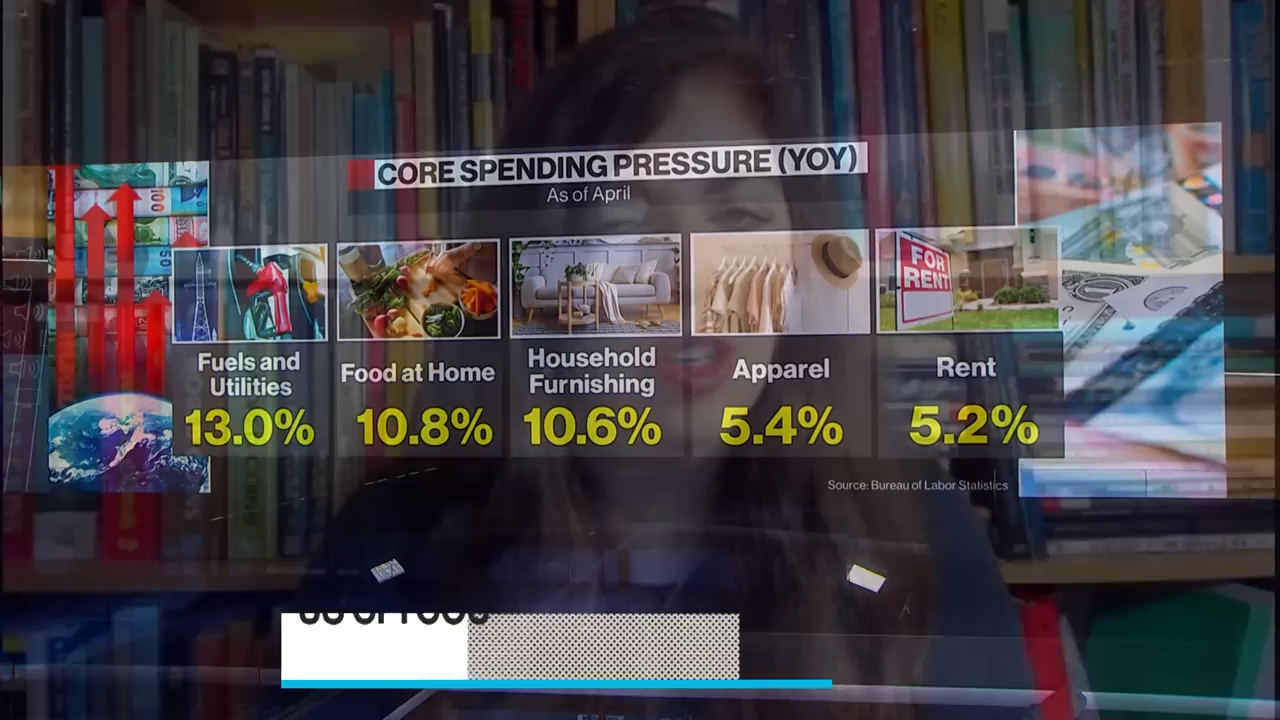 CORE SPENDING PRESSURE (YOY)
As of April
FOR
RENT
Fuels and
Utilities
13.0%
Food at Home
10.8%
Household
Furnishing
10.6%
Apparel
5.4%
Rent
5.2%
Source: Bureau of Labor Statistics